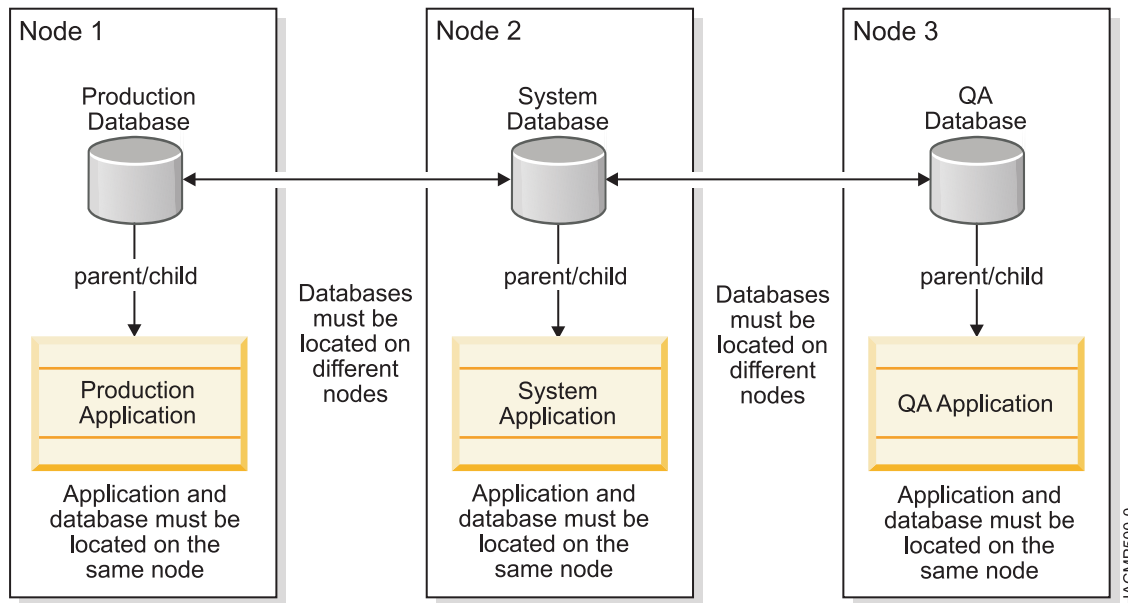 Node 1
Production
Database
parent/child
Production
Application
Application and
database must be
located on the
same node
Databases
must be
located on
different
nodes
Node 2
System
Database
parent/child
System
Application
Application and
database must be
located on the
same node
Databases
must be
located on
different
nodes
Node 3
QA
Database
parent/child
QA Application
Application and
database must be
located on the
same node